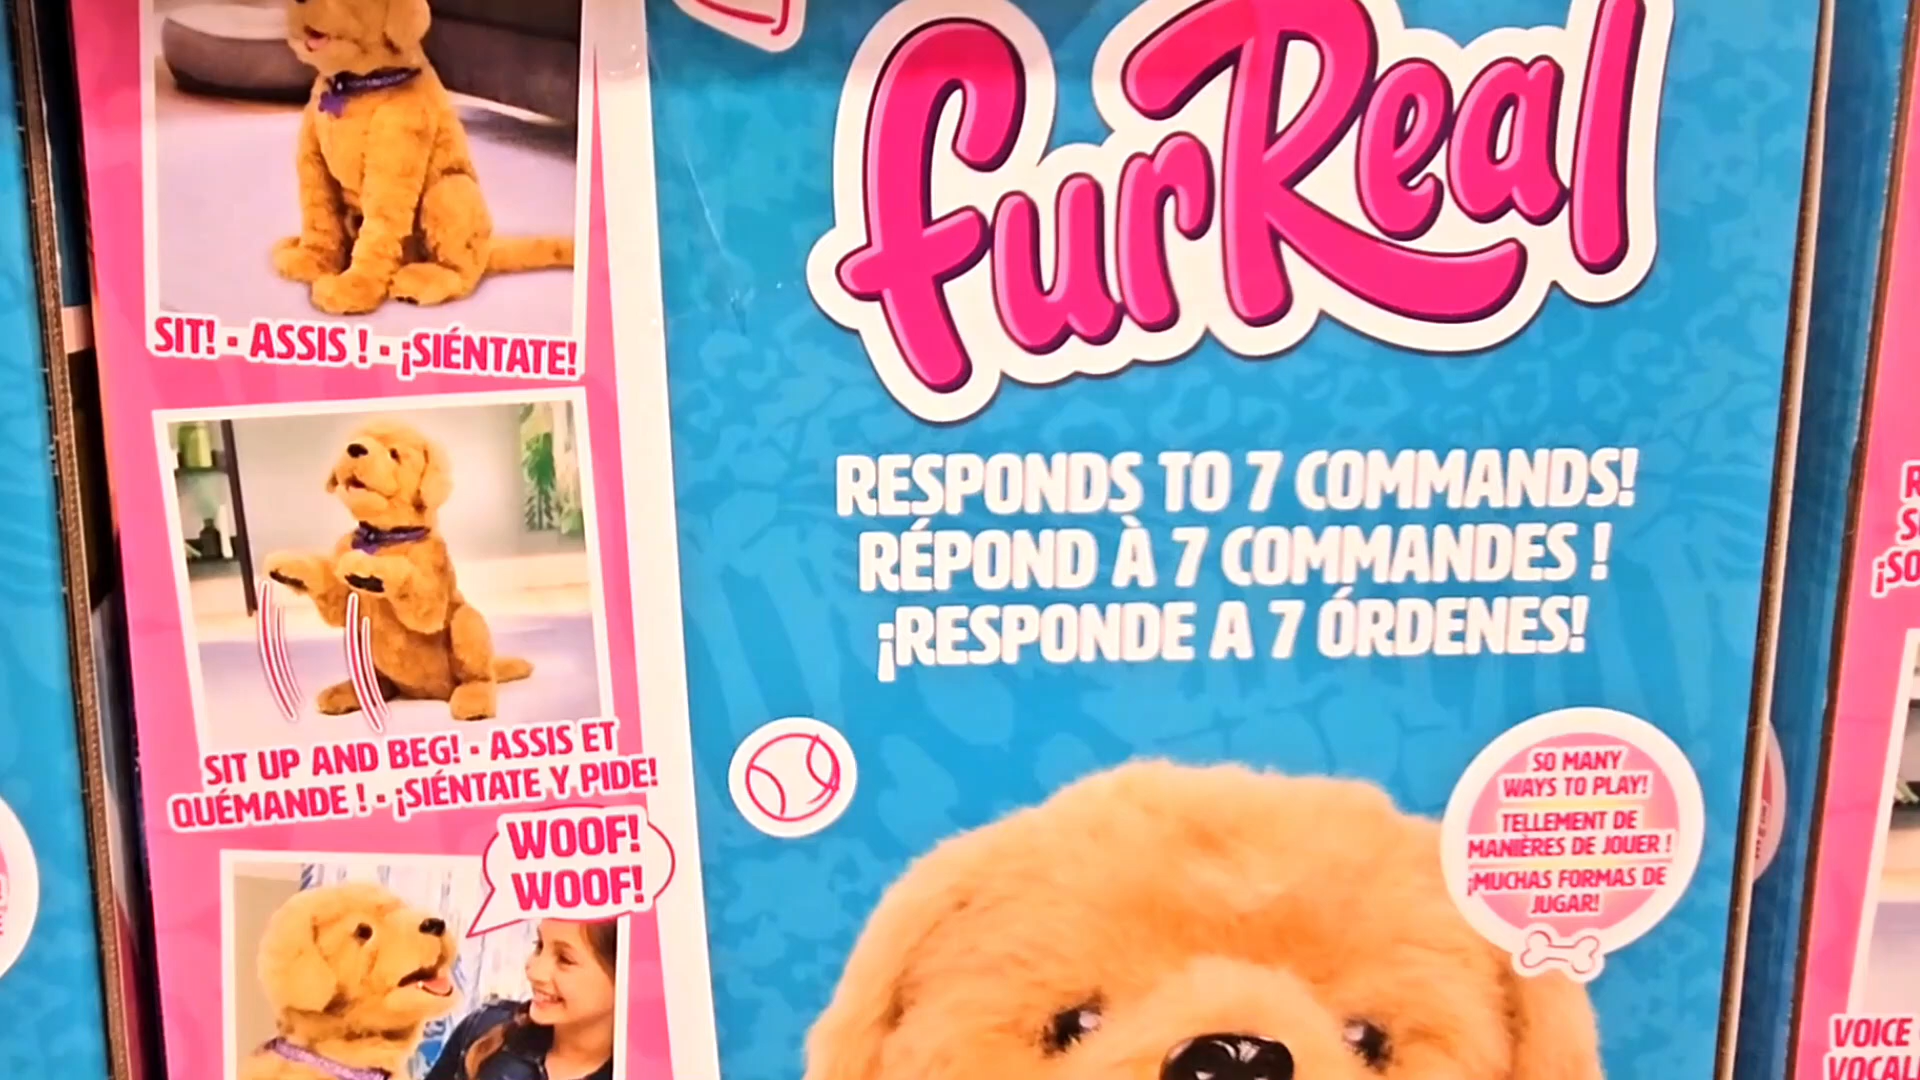 SIT! - ASSIS ! - ¡SIÉNTATE!
SIT UP AND BEG! - ASSIS ET
QUÉMANDE ! - ¡SIÉNTATE Y PIDE!
WOOF!
WOOF!
furReal
RESPONDS TO 7 COMMANDS!
RÉPOND À 7 COMMANDES !
¡RESPONDE A 7 ÓRDENES!
SO MANY
WAYS TO PLAY!
TELLEMENT DE
MANIÈRES DE JOUER !
¡MUCHAS FORMAS DE
JUGAR!
VOICE